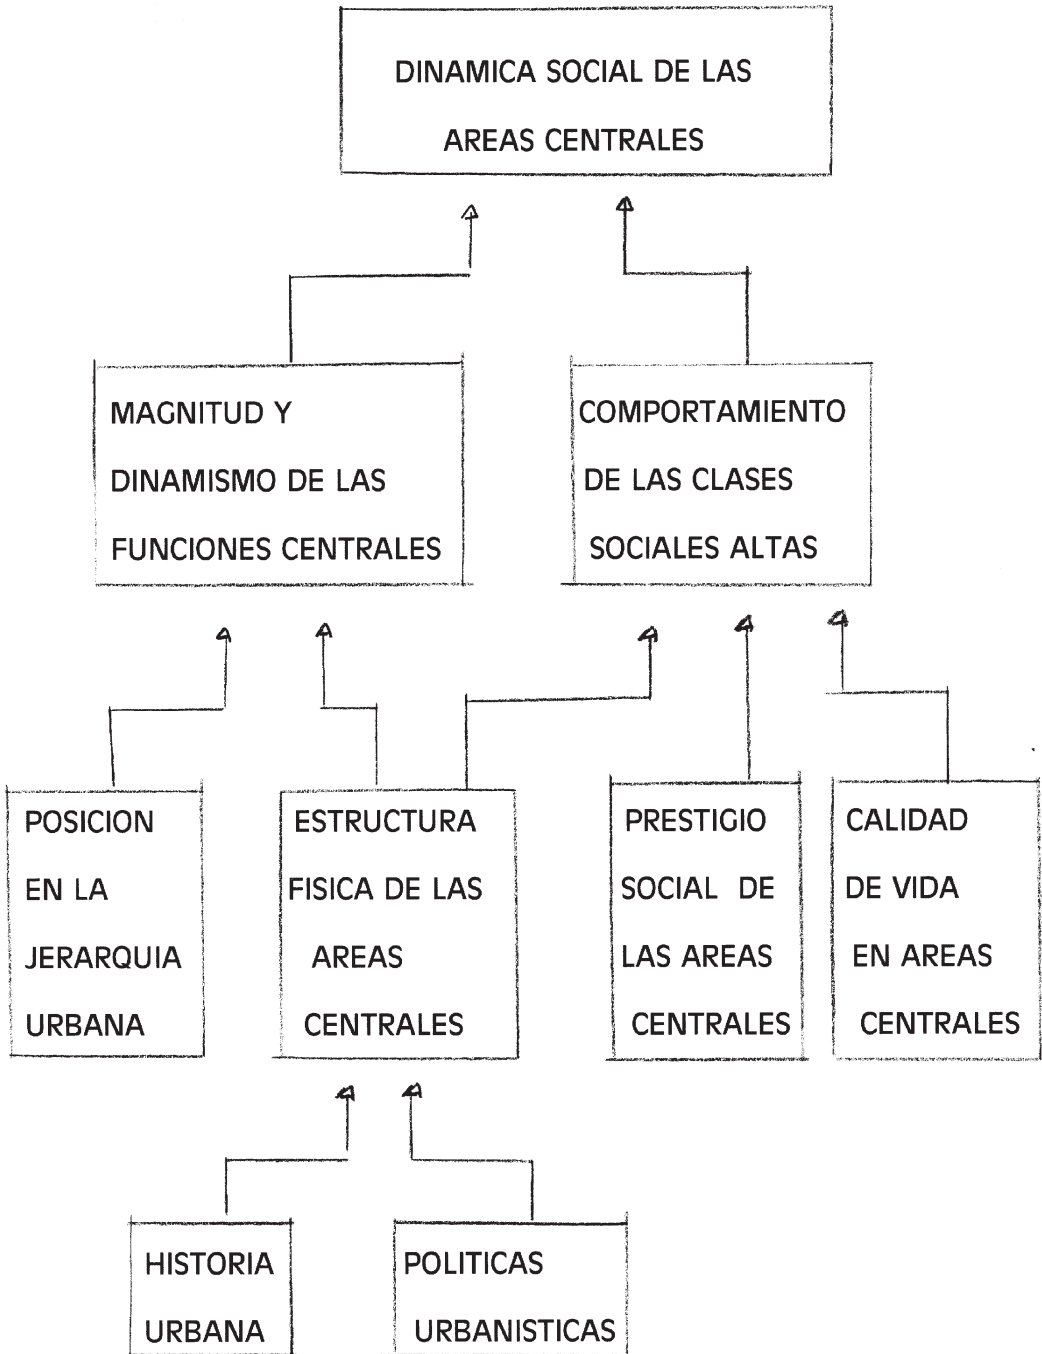 DINAMICA SOCIAL DE LAS
AREAS CENTRALES
MAGNITUD Y
DINAMISMO DE LAS
FUNCIONES CENTRALES
COMPORTAMIENTO
DE LAS CLASES
SOCIALES ALTAS
POSICION
EN LA
JERARQUIA
URBANA
ESTRUCTURA
FISICA DE LAS
AREAS
CENTRALES
PRESTIGIO
SOCIAL DE
LAS AREAS
CENTRALES
CALIDAD
DE VIDA
EN AREAS
CENTRALES
HISTORIA
URBANA
POLITICAS
URBANISTICAS